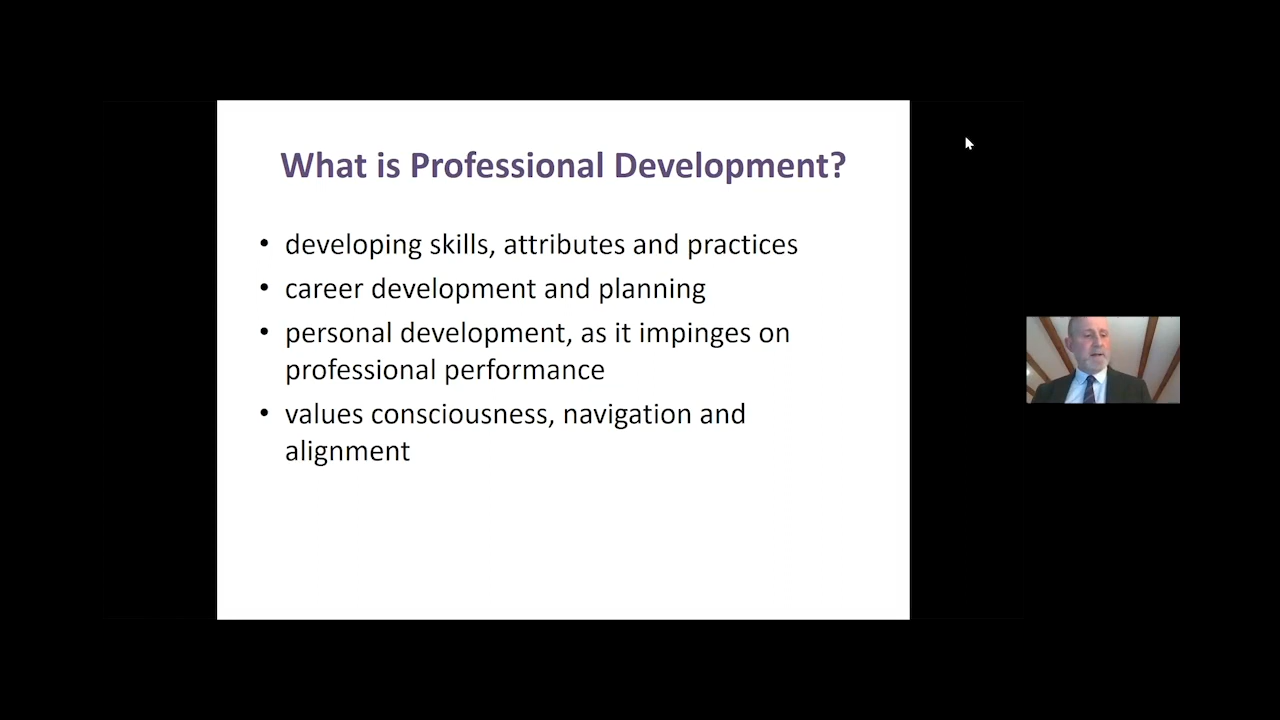 What is Professional Development?
• developing skills, attributes and practices
• career development and planning
• personal development, as it impinges on
professional performance
• values consciousness, navigation and
alignment